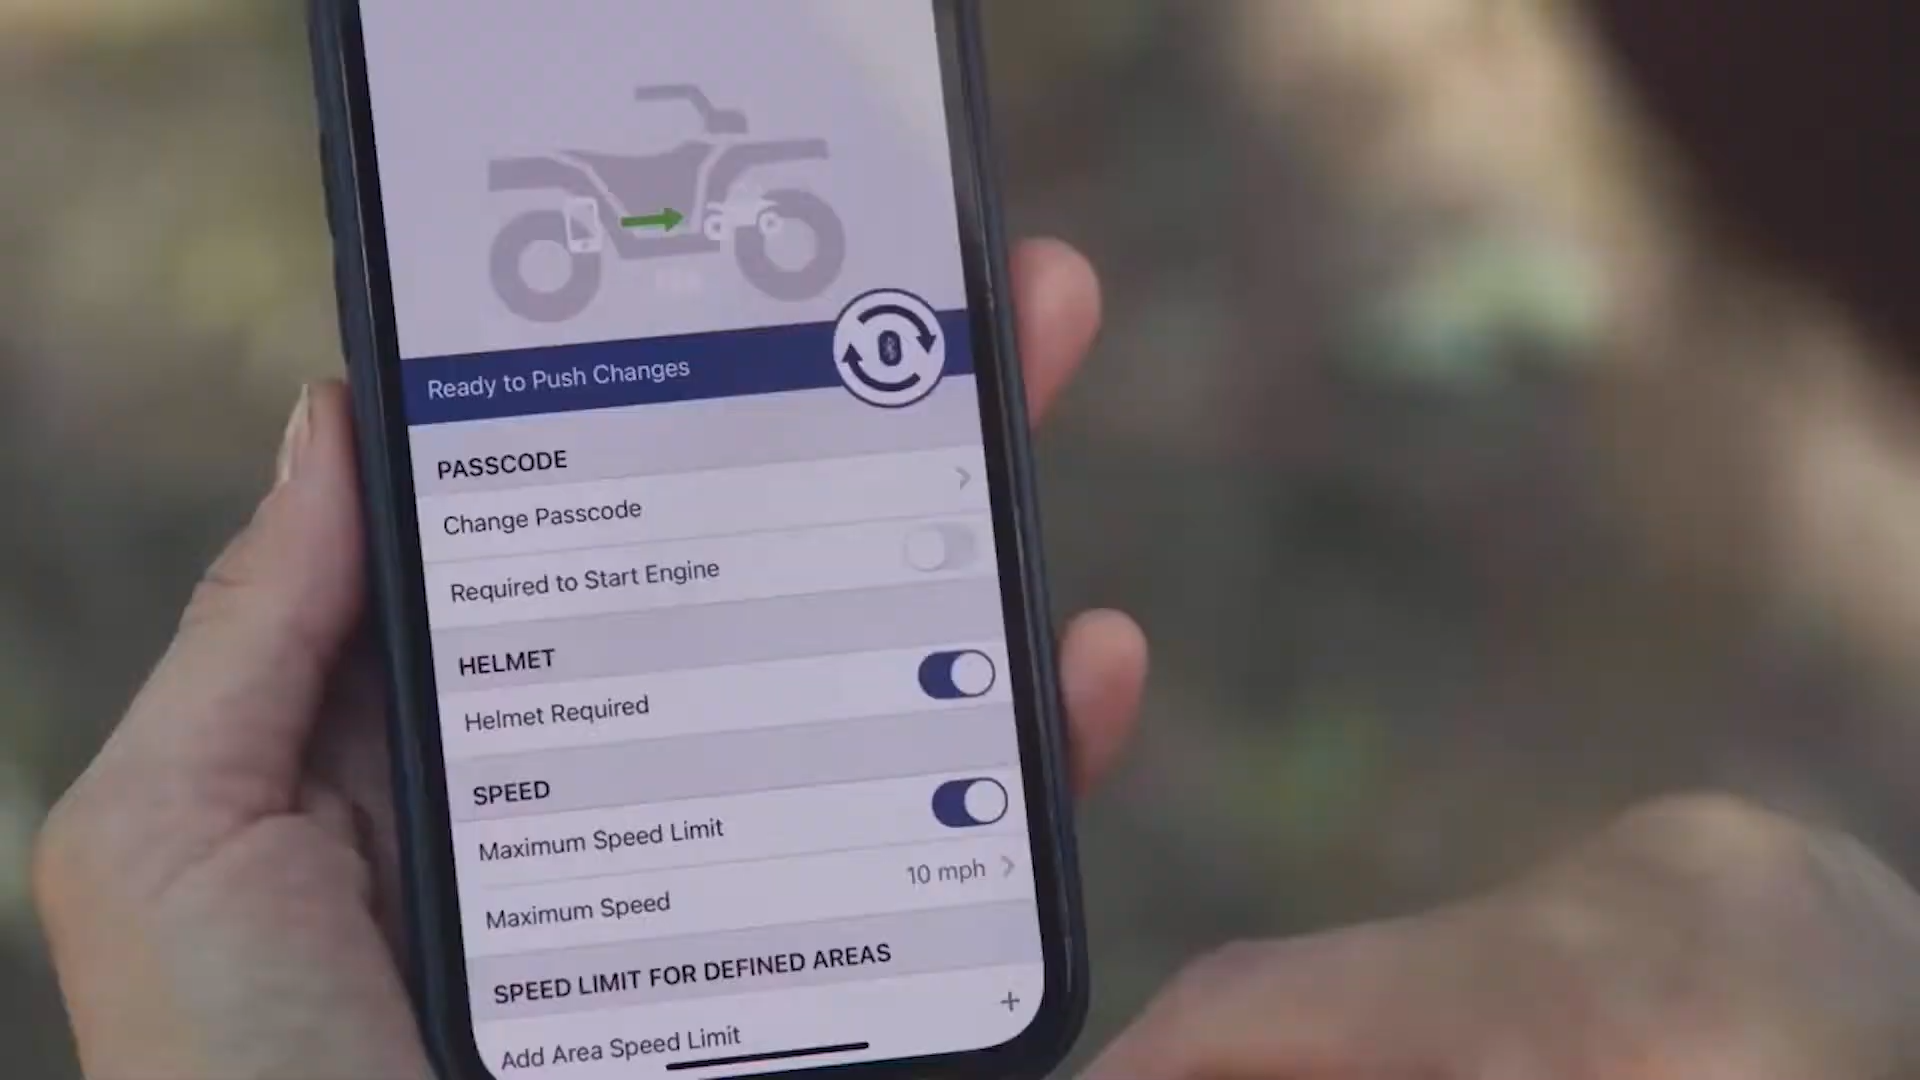 Ready to Push Changes
PASSCODE
Change Passcode
Required to Start Engine
HELMET
Helmet Required
SPEED
Maximum Speed Limit
Maximum Speed 10 mph
SPEED LIMIT FOR DEFINED AREAS
Add Area Speed Limit